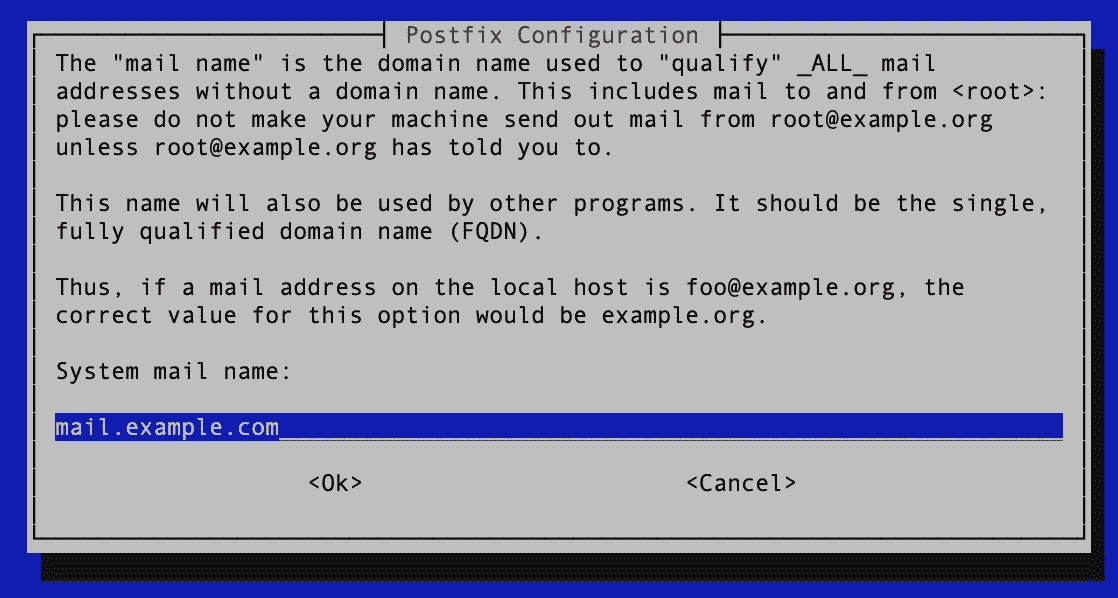 Postfix Configuration
The "mail name" is the domain name used to "qualify" _ALL_ mail
addresses without a domain name. This includes mail to and from <root>:
please do not make your machine send out mail from root@example.org
unless root@example.org has told you to.
This name will also be used by other programs. It should be the single,
fully qualified domain name (FQDN).
Thus, if a mail address on the local host is foo@example.org, the
correct value for this option would be example.org.
System mail name:
mail.example.com
<Ok> <Cancel>